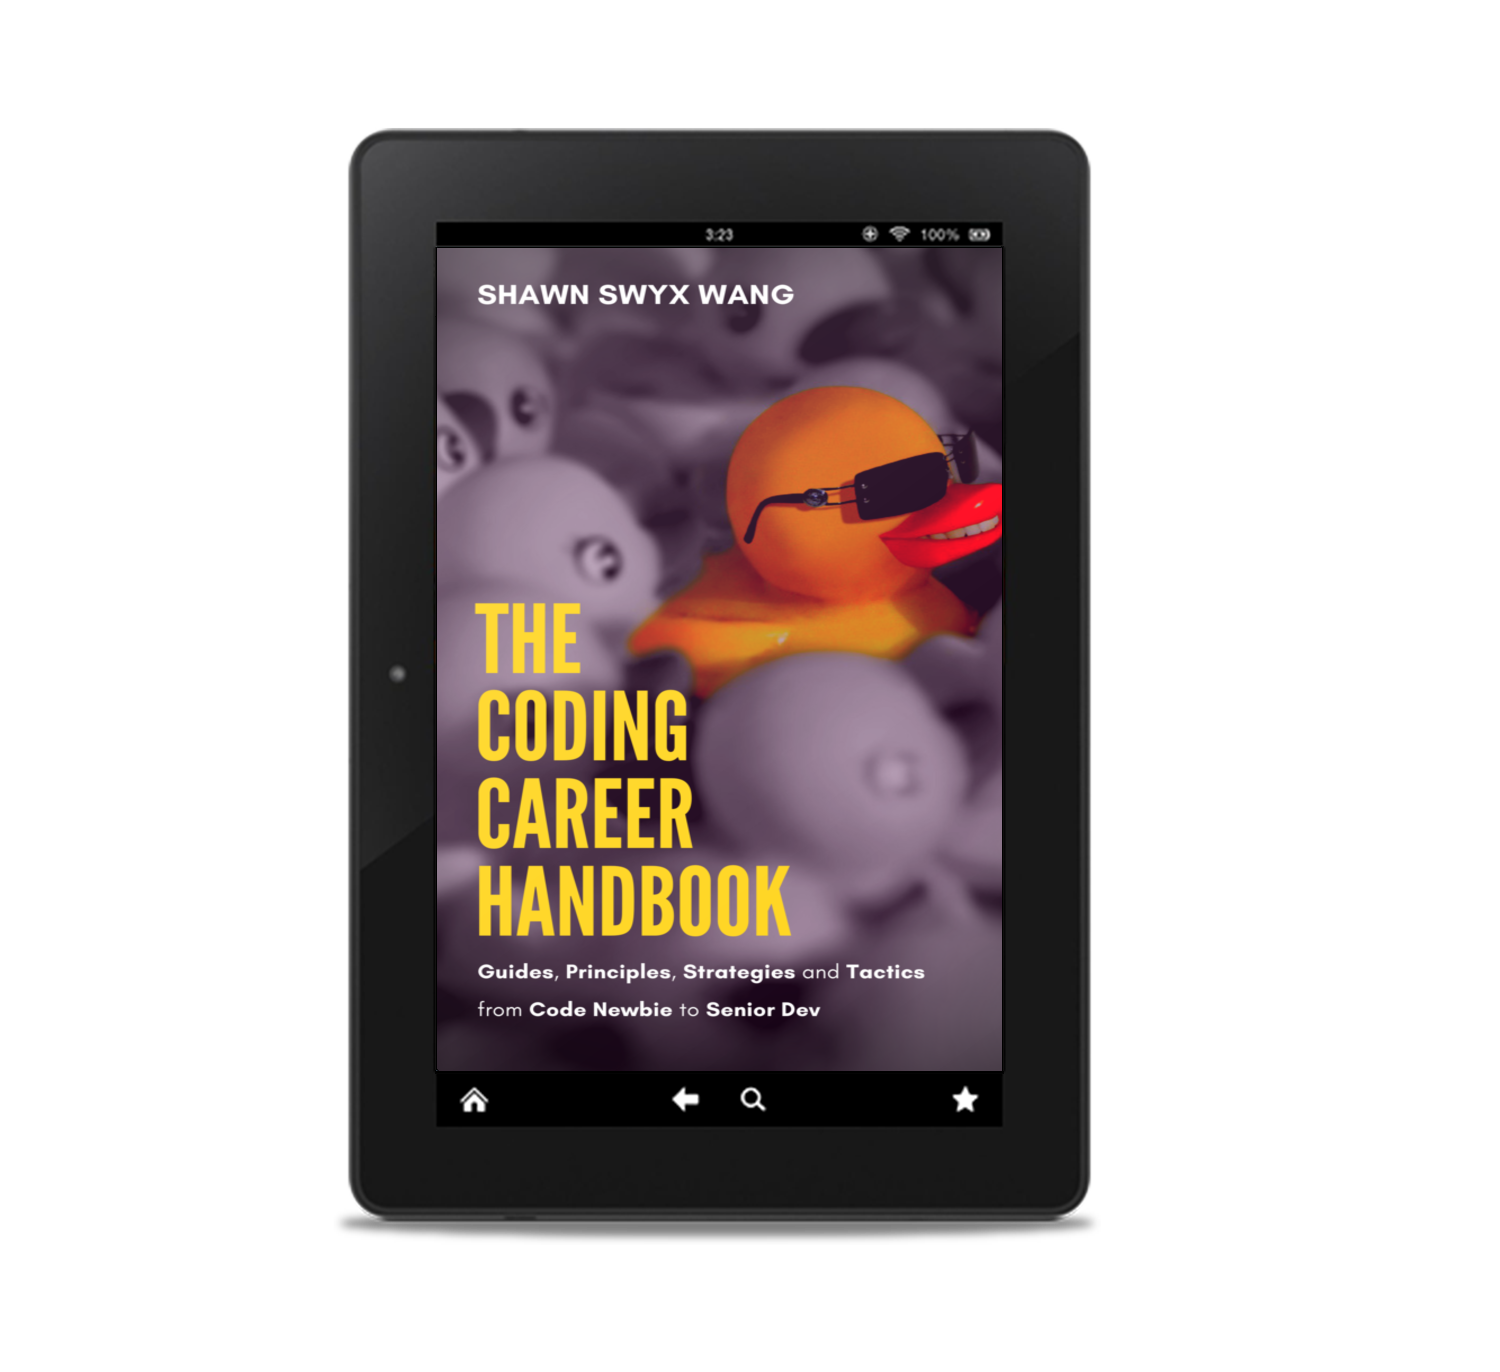 3:23 100%
SHAWN SWYX WANG
THE
CODING
CAREER
HANDBOOK
Guides, Principles, Strategies and Tactics
from Code Newbie to Senior Dev